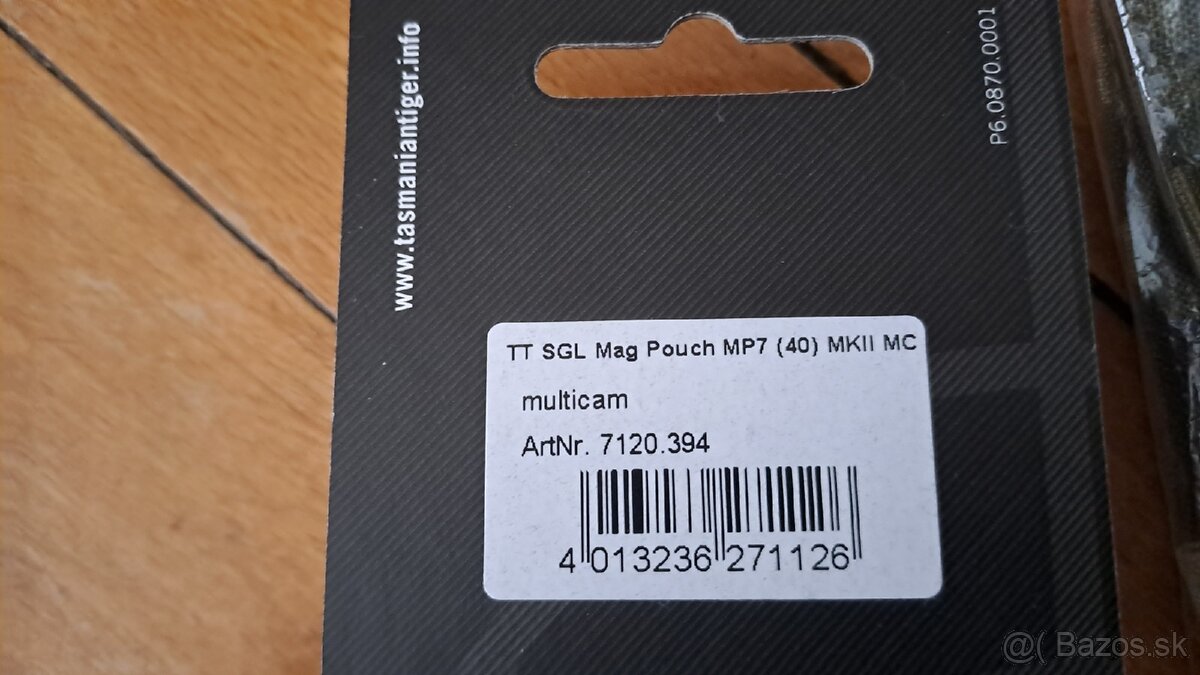 www.tasmaniantiger.info
P6.0870.0001
TT SGL Mag Pouch MP7 (40) MKII MC
multicam
ArtNr. 7120.394
4 013236 271126
@( Bazos.sk